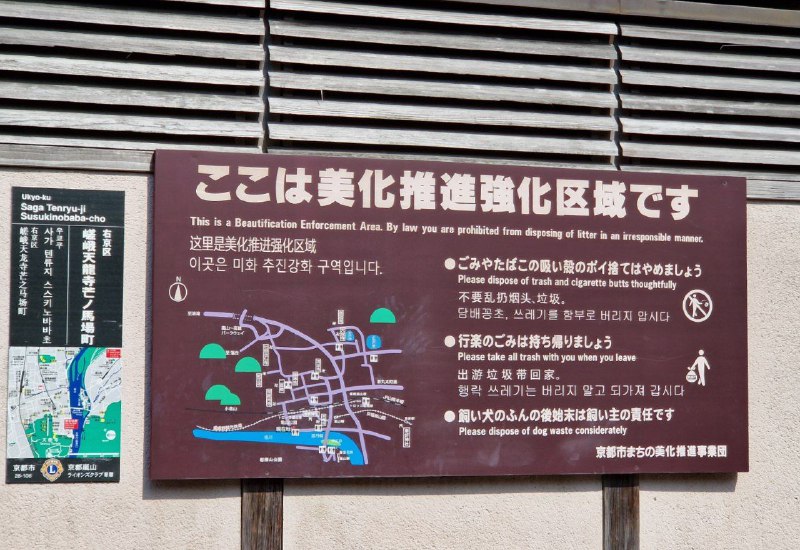 Ukyo-ku
Saga Tenryu-ji
Susukinobaba-cho
右京区
嵯峨天龍寺芒ノ馬場町
우쿄구
사가 텐류지 스스키노바바쵸
右京区
嵯峨天龙寺芒之马场町
京都市
26-106
京都嵐山
ライオンズクラブ寄贈
ここは美化推進強化区域です
This is a Beautification Enforcement Area. By law you are prohibited from disposing of litter in an irresponsible manner.
这里是美化推进强化区域
이곳은 미화 추진강화 구역입니다.
N
●ごみやたばこの吸い殻のポイ捨てはやめましょう
Please dispose of trash and cigarette butts thoughtfully
不要乱扔烟头、垃圾。
담배꽁초, 쓰레기를 함부로 버리지 맙시다
●行楽のごみは持ち帰りましょう
Please take all trash with you when you leave
出游垃圾带回家。
행락 쓰레기는 버리지 말고 되가져 갑시다
●飼い犬のふんの後始末は飼い主の責任です
Please dispose of dog waste considerately
京都市まちの美化推進事業団